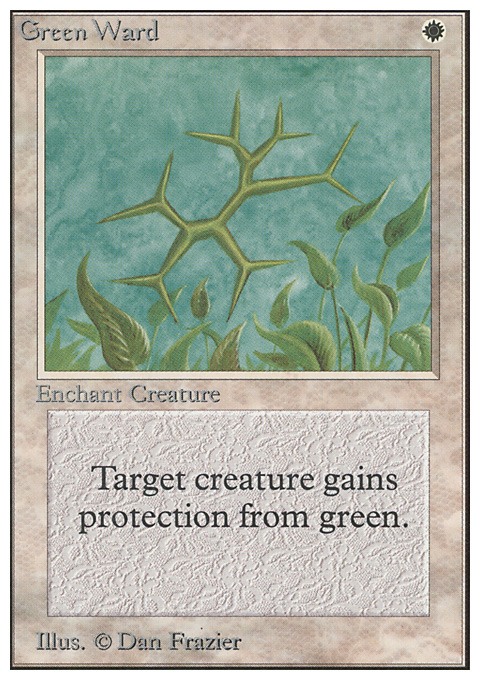 Green Ward
Enchant Creature
Target creature gains
protection from green.
Illus. © Dan Frazier